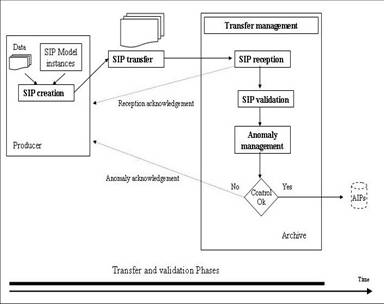 Transfer management
Data
SIP Model
instances
SIP transfer
SIP reception
SIP creation
Reception acknowledgement
SIP validation
Producer
Anomaly
management
Anomaly acknowledgement
No
Yes
Control
Ok
AIPs
Archive
Transfer and validation Phases
Time